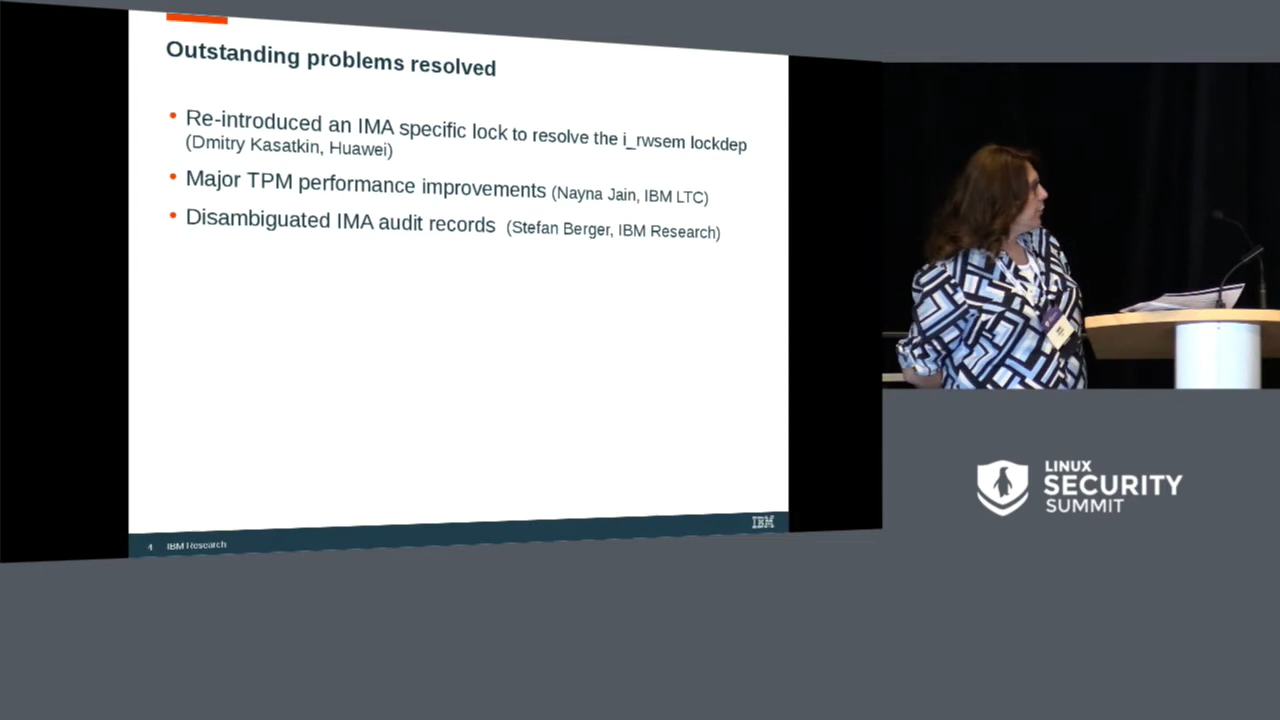 Outstanding problems resolved
• Re-introduced an IMA specific lock to resolve the i_rwsem lockdep
(Dmitry Kasatkin, Huawei)
• Major TPM performance improvements (Nayna Jain, IBM LTC)
• Disambiguated IMA audit records (Stefan Berger, IBM Research)
4 IBM Research
IBM
LINUX
SECURITY
SUMMIT